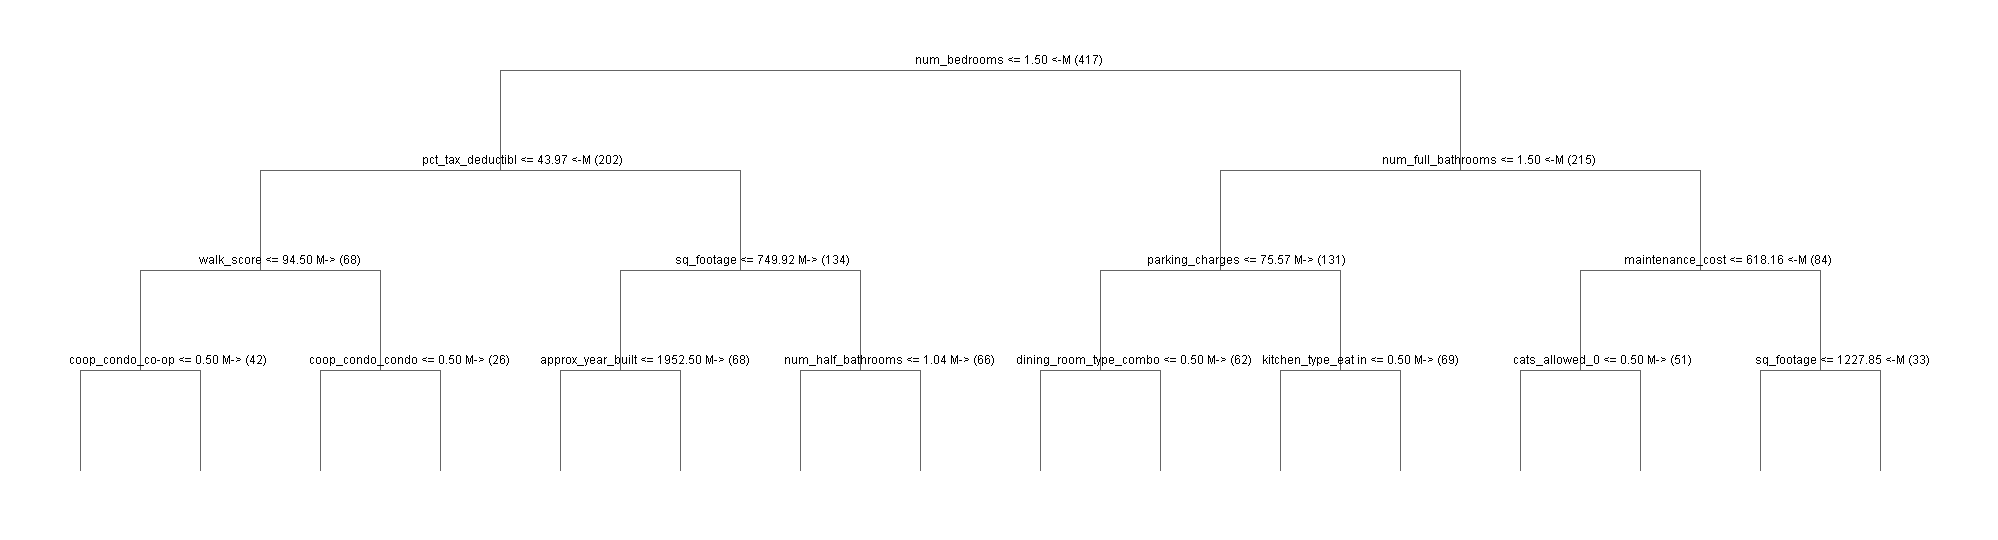 num_bedrooms <= 1.50 <-M (417)
pct_tax_deductibl <= 43.97 <-M (202)
num_full_bathrooms <= 1.50 <-M (215)
walk_score <= 94.50 M-> (68)
sq_footage <= 749.92 M-> (134)
parking_charges <= 75.57 M-> (131)
maintenance_cost <= 618.16 <-M (84)
coop_condo_co-op <= 0.50 M-> (42)
coop_condo_condo <= 0.50 M-> (26)
approx_year_built <= 1952.50 M-> (68)
num_half_bathrooms <= 1.04 M-> (66)
dining_room_type_combo <= 0.50 M-> (62)
kitchen_type_eat in <= 0.50 M-> (69)
cats_allowed_0 <= 0.50 M-> (51)
sq_footage <= 1227.85 <-M (33)